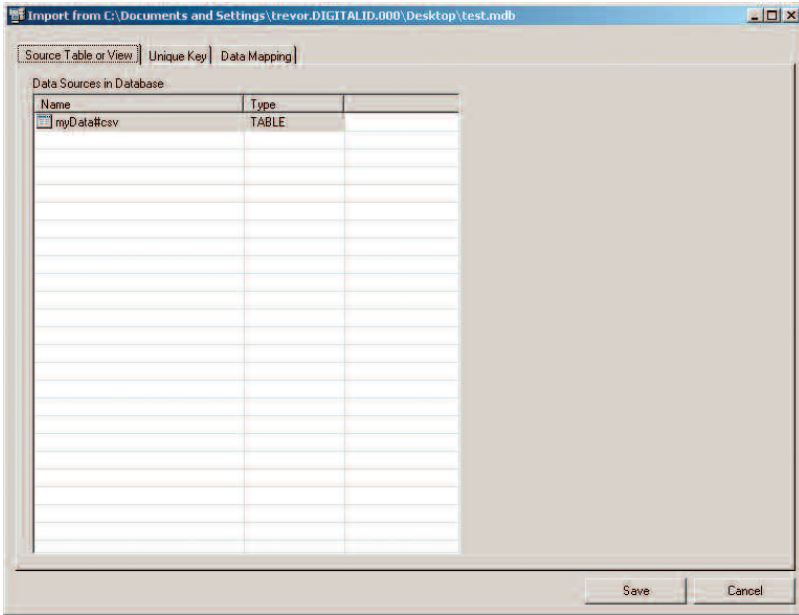 Import from C:\Documents and Settings\trevor.DIGITALID.000\Desktop\test.mdb
Source Table or View Unique Key Data Mapping
Data Sources in Database
Name Type
myData#csv TABLE
Save Cancel